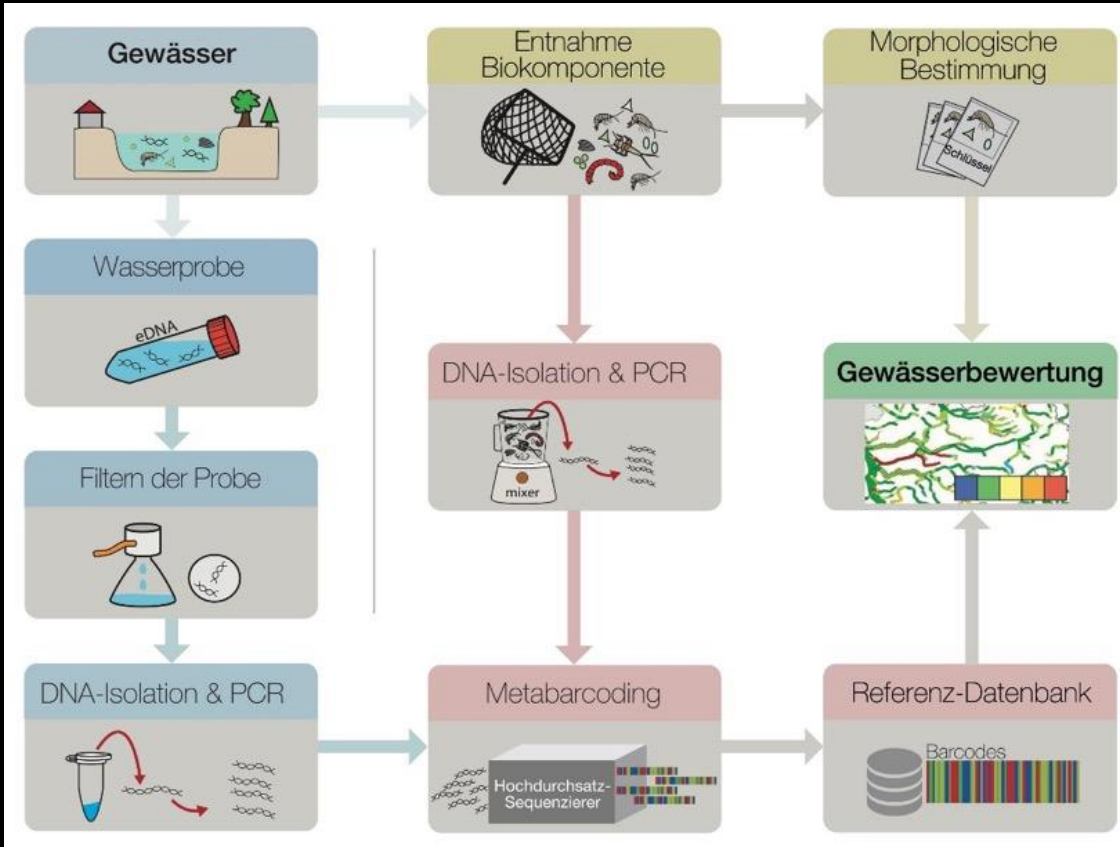 Gewässer
Entnahme
Biokomponente
Morphologische
Bestimmung
Schlüssel
Wasserprobe
eDNA
DNA-Isolation & PCR
mixer
Gewässerbewertung
Filtern der Probe
DNA-Isolation & PCR
Metabarcoding
Hochdurchsatz-
Sequenzierer
Referenz-Datenbank
Barcodes